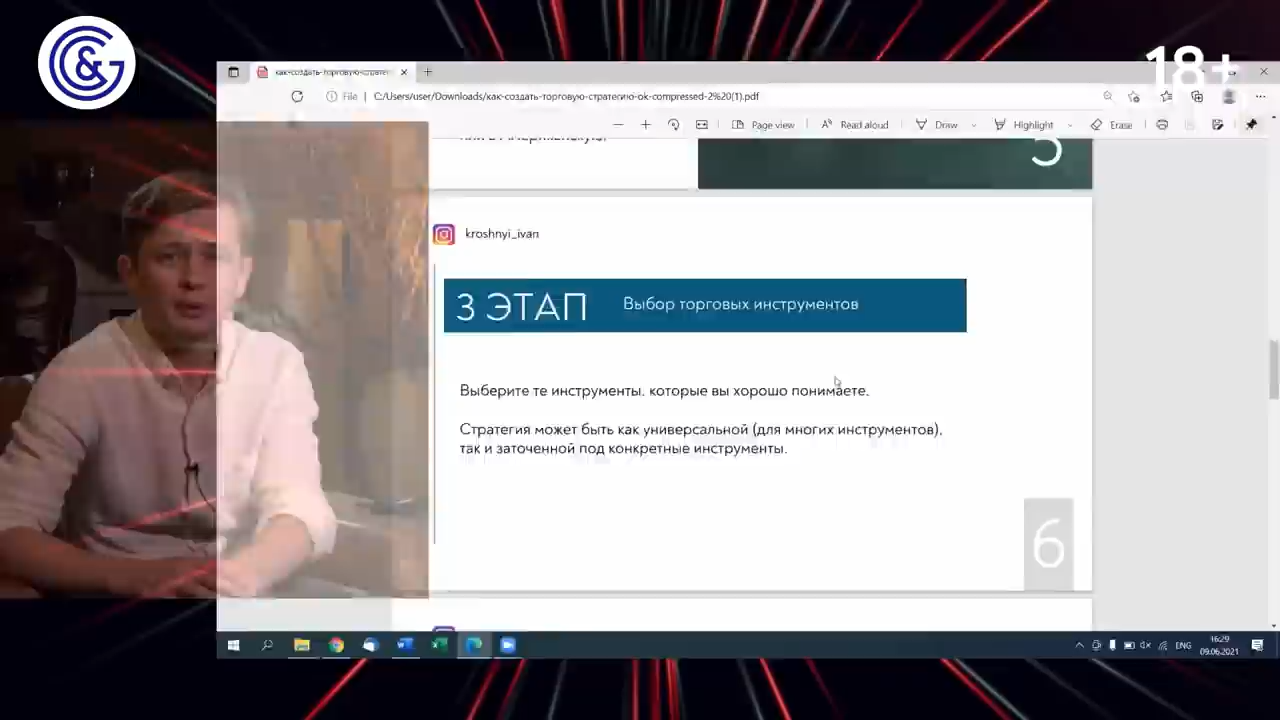 18+
как-создать-торговую-стратег
File
C:/Users/user/Downloads/как-создать-торговую-стратегию-ok-compressed-2%20(1).pdf
Page view
Read aloud
Draw
Highlight
Erase
5
kroshnyi_ivan
3 ЭТАП
Выбор торговых инструментов
Выберите те инструменты, которые вы хорошо понимаете.
Стратегия может быть как универсальной (для многих инструментов),
так и заточенной под конкретные инструменты.
6
ENG
16:29
09.06.2021